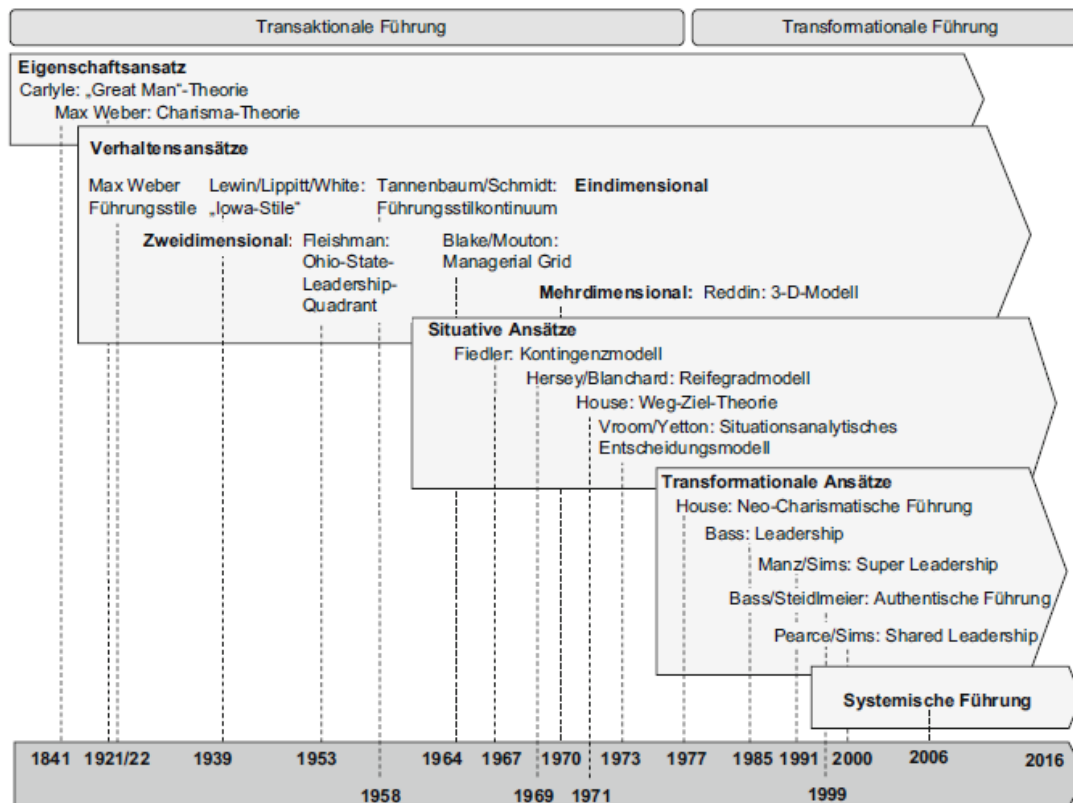 Transaktionale Führung
Transformationale Führung
Eigenschaftsansatz
Carlyle: „Great Man“-Theorie
Max Weber: Charisma-Theorie
Verhaltensansätze
Max Weber Lewin/Lippitt/White: Tannenbaum/Schmidt: Eindimensional
Führungsstile „Iowa-Stile“ Führungsstilkontinuum
Zweidimensional: Fleishman: Blake/Mouton:
Ohio-State- Managerial Grid
Leadership-
Quadrant
Mehrdimensional: Reddin: 3-D-Modell
Situative Ansätze
Fiedler: Kontingenzmodell
Hersey/Blanchard: Reifegradmodell
House: Weg-Ziel-Theorie
Vroom/Yetton: Situationsanalytisches
Entscheidungsmodell
Transformationale Ansätze
House: Neo-Charismatische Führung
Bass: Leadership
Manz/Sims: Super Leadership
Bass/Steidlmeier: Authentische Führung
Pearce/Sims: Shared Leadership
Systemische Führung
1841 1921/22 1939 1953 1964 1967 1970 1973 1977 1985 1991 2000 2006 2016
1958 1969 1971 1999